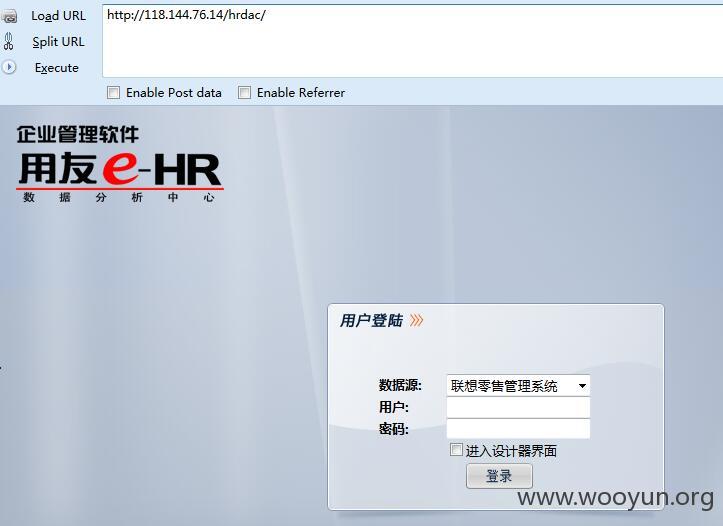 Load URL
http://118.144.76.14/hrdac/
Split URL
Execute
Enable Post data
Enable Referrer
企业管理软件
用友e-HR
数据分析中心
用户登陆
数据源:
联想零售管理系统
用户:
密码:
进入设计器界面
登录
www.wooyun.org